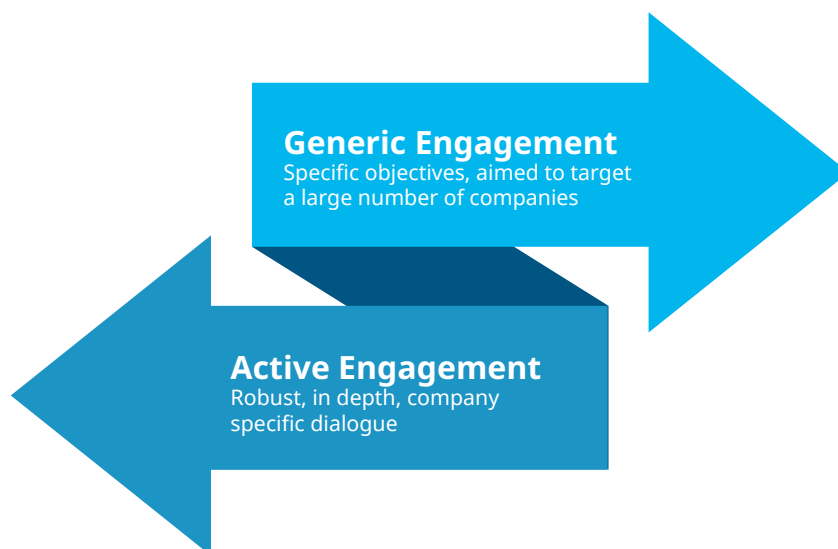 Generic Engagement
Specific objectives, aimed to target
a large number of companies
Active Engagement
Robust, in depth, company
specific dialogue